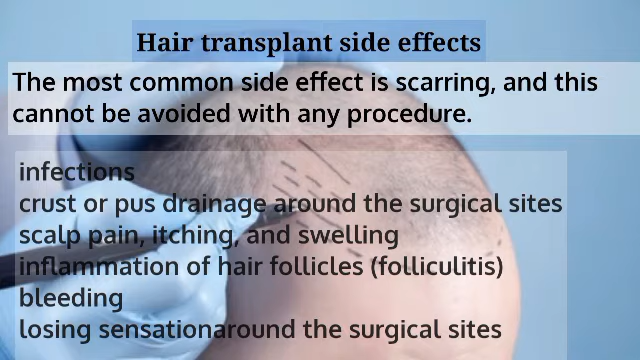 Hair transplant side effects
The most common side effect is scarring, and this
cannot be avoided with any procedure.
infections
crust or pus drainage around the surgical sites
scalp pain, itching, and swelling
inflammation of hair follicles (folliculitis)
bleeding
losing sensationaround the surgical sites